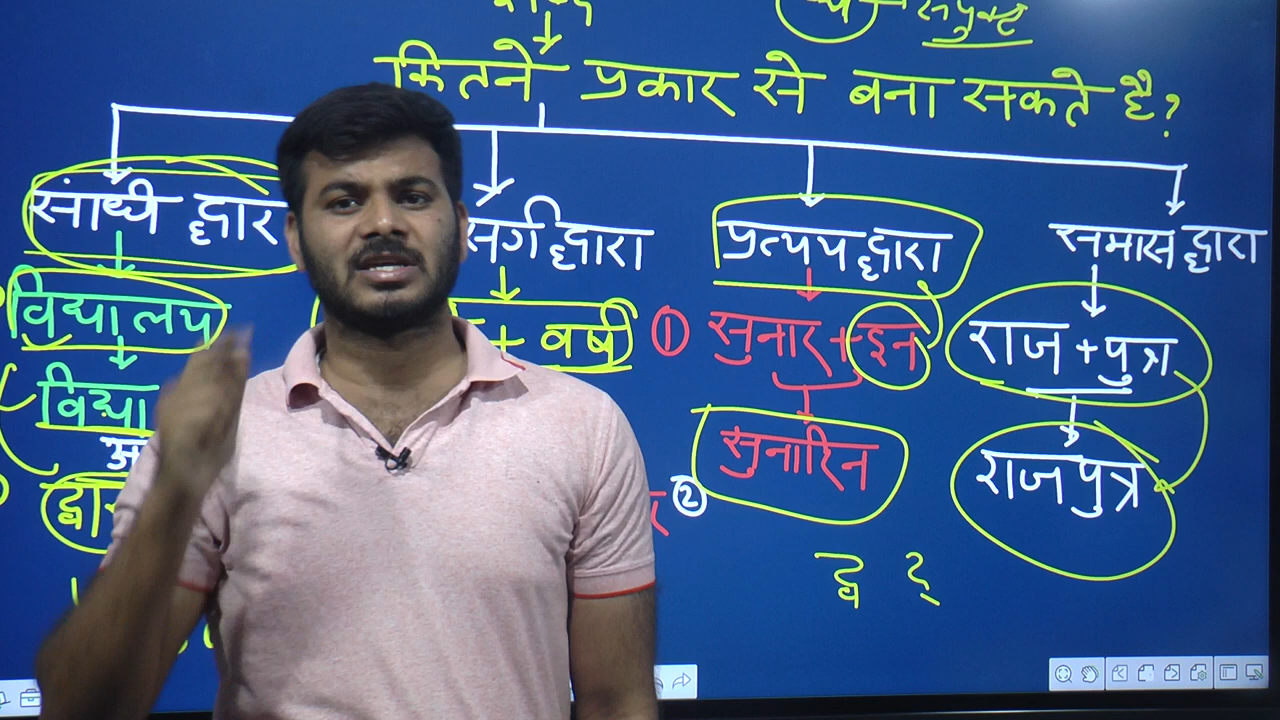 कितने प्रकार से बना सकते है?
संधि द्वार
सर्ग द्वारा
प्रत्यय द्वारा
समास द्वारा
विद्यालय
+ वर्ष
① सुनार + इन
राज + पुत्र
विद्या
②
सुनारिन
राजपुत्र
द्व द्